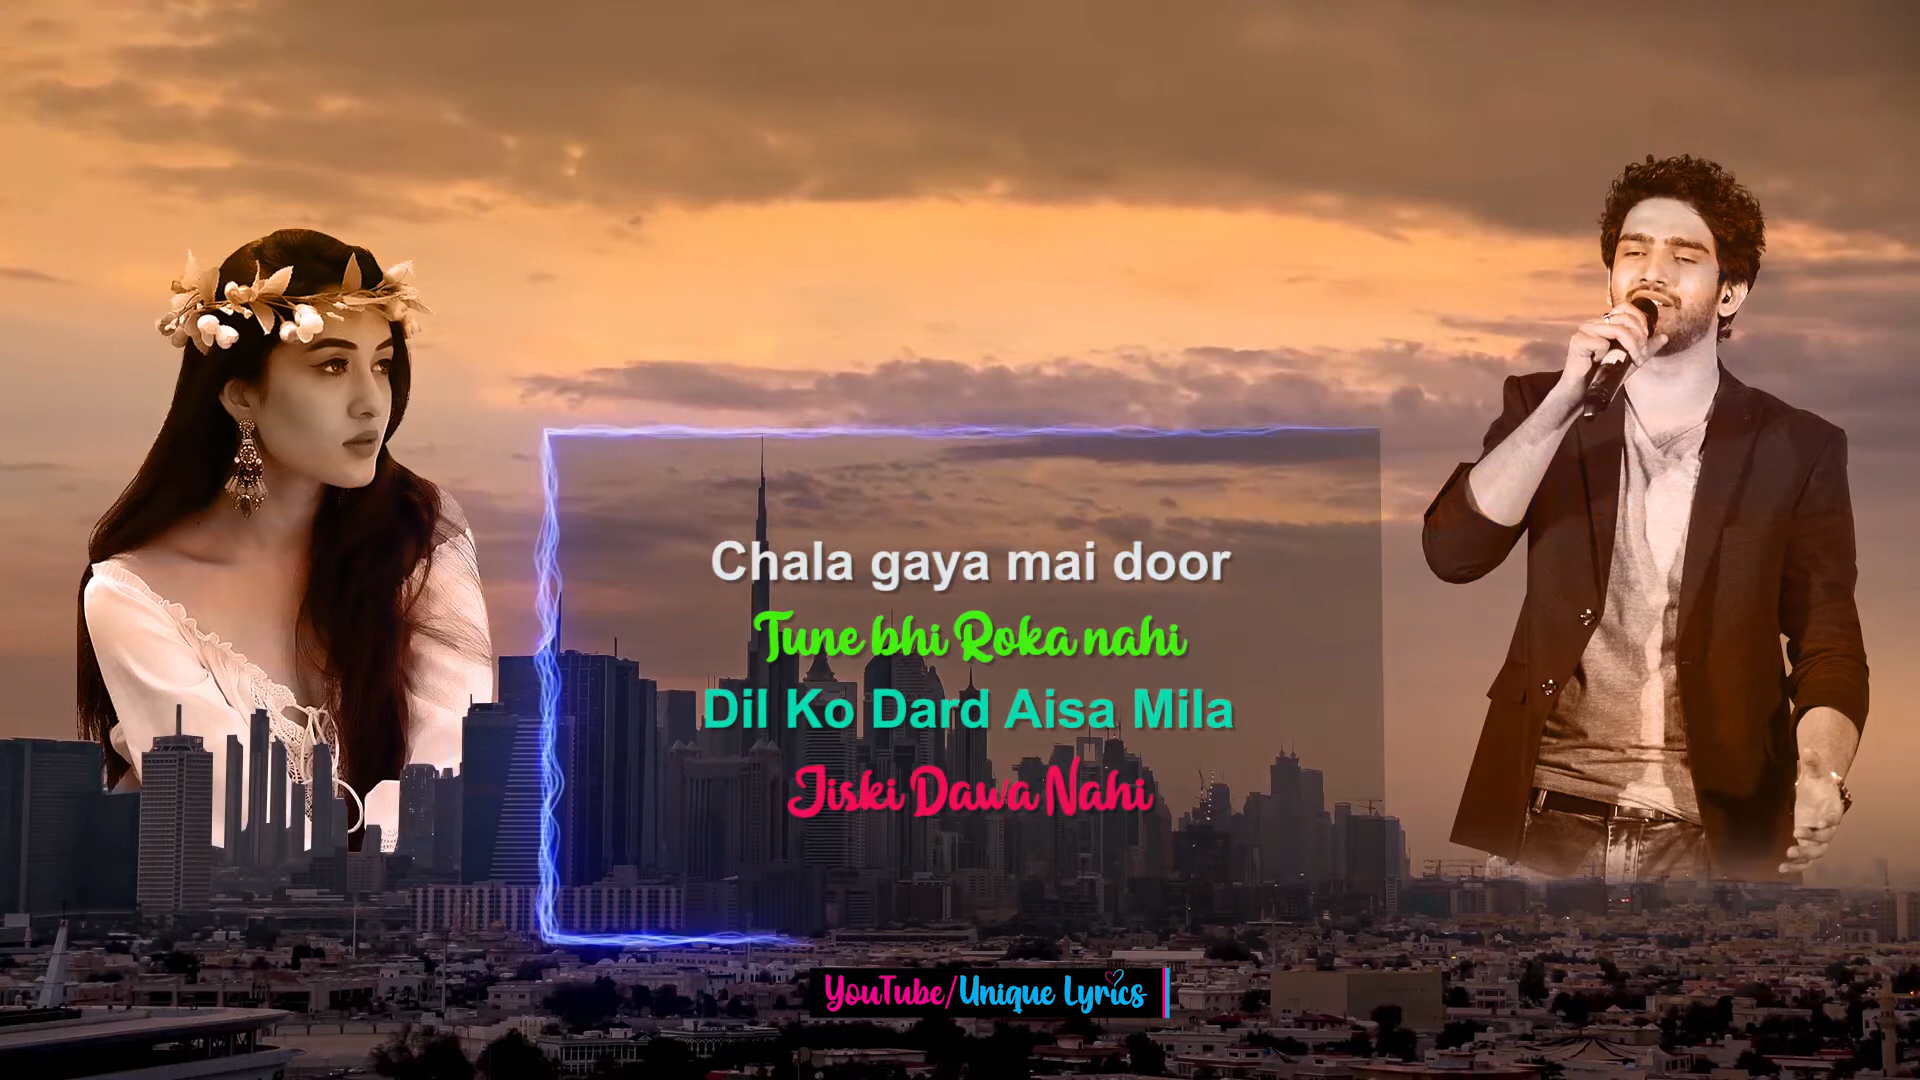 Chala gaya mai door
Tune bhi Roka nahi
Dil Ko Dard Aisa Mila
Jiski Dawa Nahi
YouTube/Unique Lyrics